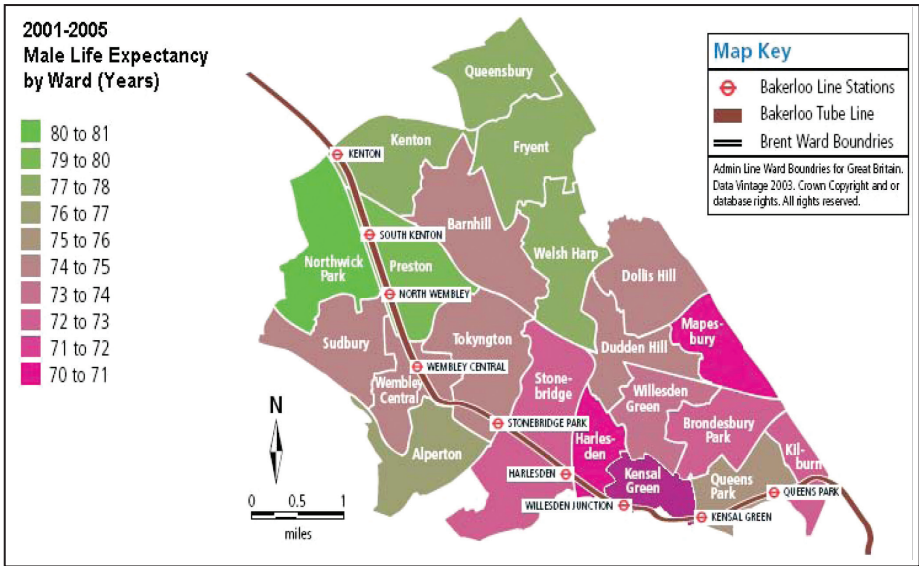 2001-2005
Male Life Expectancy
by Ward (Years)
80 to 81
79 to 80
77 to 78
76 to 77
75 to 76
74 to 75
73 to 74
72 to 73
71 to 72
70 to 71
Map Key
Bakerloo Line Stations
Bakerloo Tube Line
Brent Ward Boundries
Admin Line Ward Boundries for Great Britain.
Data Vintage 2003. Crown Copyright and or
database rights. All rights reserved.
Queensbury
Kenton
Fryent
KENTON
Barnhill
SOUTH KENTON
Northwick
Park
Preston
Welsh Harp
Dollis Hill
NORTH WEMBLEY
Sudbury
Tokyngton
Mapes-
bury
Dudden Hill
WEMBLEY CENTRAL
Wembley
Central
Stone-
bridge
Willesden
Green
Brondesbury
Park
STONEBRIDGE PARK
Alperton
Harles-
den
Kil-
burn
HARLESDEN
Kensal
Green
Queens
Park
QUEENS PARK
WILLESDEN JUNCTION
KENSAL GREEN
N
0 0.5 1
miles